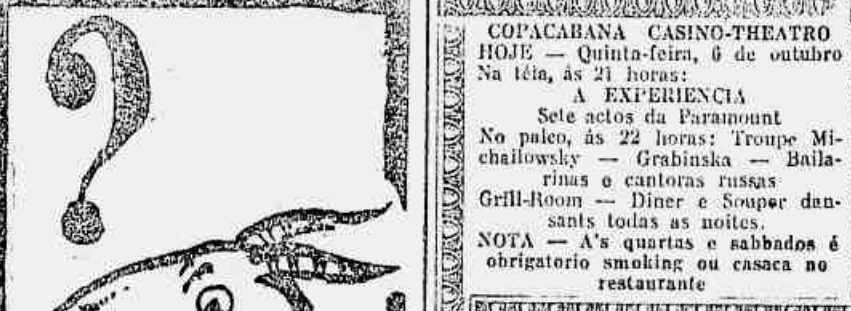 ?
COPACABANA CASINO-THEATRO
HOJE — Quinta-feira, 6 de outubro
Na téla, ás 21 horas:
A EXPERIENCIA
Sete actos da Paramount
No palco, ás 22 horas: Troupe Mi-
chailowsky — Grabinska — Baila-
rinas e cantoras russas
Grill-Room — Diner e Souper dan-
sants todas as noites.
NOTA — A's quartas e sabbados é
obrigatorio smoking ou casaca no
restaurante